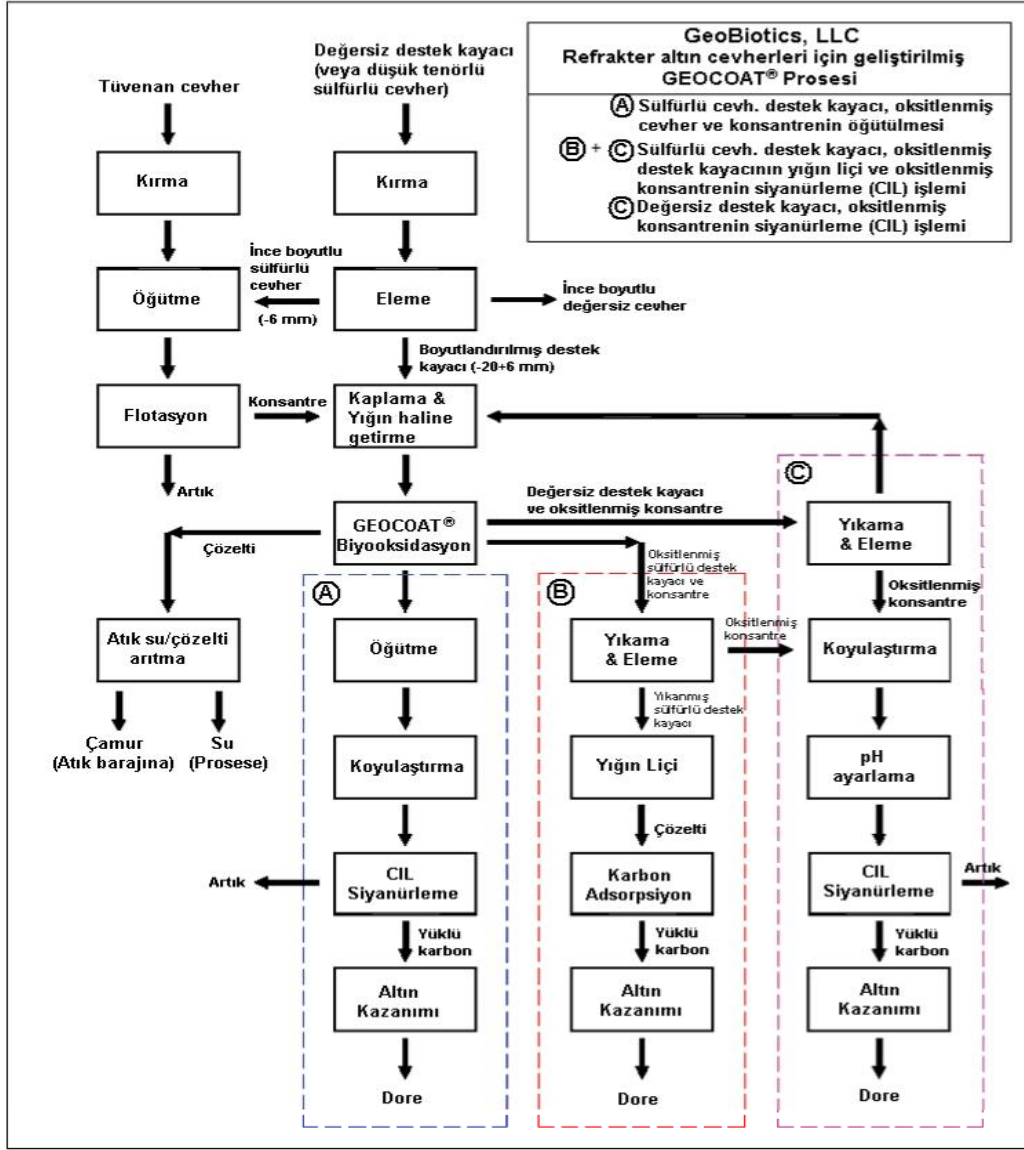 GeoBiotics, LLC
Refrakter altın cevherleri için geliştirilmiş
GEOCOAT® Prosesi
Ⓐ Sülfürlü cevh. destek kayacı, oksitlenmiş
cevher ve konsantrenin öğütülmesi
Ⓑ + Ⓒ Sülfürlü cevh. destek kayacı, oksitlenmiş
destek kayacının yığın liçi ve oksitlenmiş
konsantrenin siyanürleme (CIL) işlemi
Ⓒ Değersiz destek kayacı, oksitlenmiş
konsantrenin siyanürleme (CIL) işlemi
Tüvenan cevher
Değersiz destek kayacı
(veya düşük tenörlü
sülfürlü cevher)
Kırma
Kırma
Öğütme
İnce boyutlu
sülfürlü
cevher
(-6 mm)
Eleme
İnce boyutlu
değersiz cevher
Boyutlandırılmış destek
kayacı (-20+6 mm)
Flotasyon
Konsantre
Kaplama &
Yığın haline
getirme
Artık
GEOCOAT®
Biyooksidasyon
Çözelti
Değersiz destek kayacı
ve oksitlenmiş konsantre
Oksitlenmiş
sülfürlü destek
kayacı ve
konsantre
Atık su/çözelti
arıtma
Çamur
(Atık barajına)
Su
(Prosese)
Ⓐ
Öğütme
Koyulaştırma
CIL
Siyanürleme
Artık
Yüklü
karbon
Altın
Kazanımı
Dore
Ⓑ
Yıkama
& Eleme
Oksitlenmiş
konsantre
Yıkanmış
sülfürlü destek
kayacı
Yığın Liçi
Çözelti
Karbon
Adsorpsiyon
Yüklü
karbon
Altın
Kazanımı
Dore
Ⓒ
Yıkama
& Eleme
Oksitlenmiş
konsantre
Koyulaştırma
pH
ayarlama
CIL
Siyanürleme
Artık
Yüklü
karbon
Altın
Kazanımı
Dore